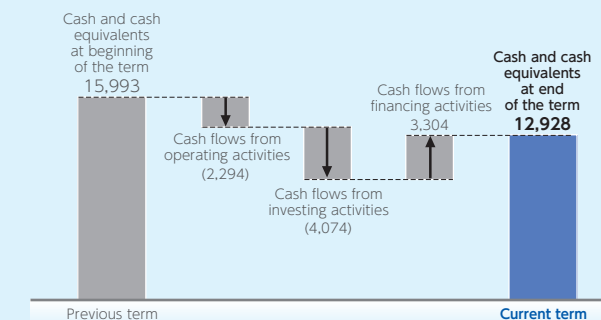 Cash and cash
equivalents
at beginning
of the term
15,993
Cash flows from
operating activities
(2,294)
Cash flows from
investing activities
(4,074)
Cash flows from
financing activities
3,304
Cash and cash
equivalents
at end
of the term
12,928
Previous term
Current term